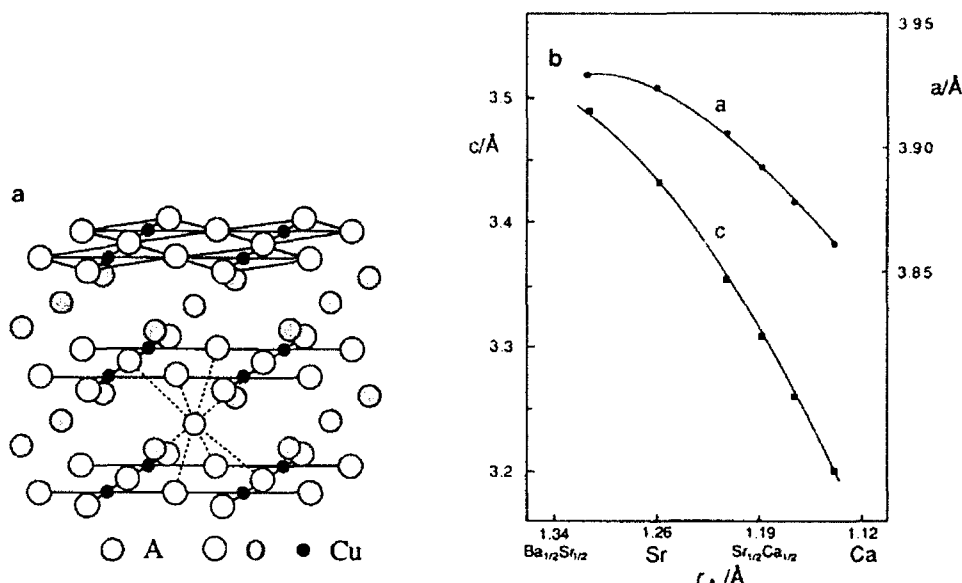 a
A O Cu
b
c/Å
3.5
3.4
3.3
3.2
a
c
3 95
a/Å
3 90
3.85
1.34 1.26 1.19 1.12
Ba1/2Sr1/2 Sr Sr1/2Ca1/2 Ca
rA /Å